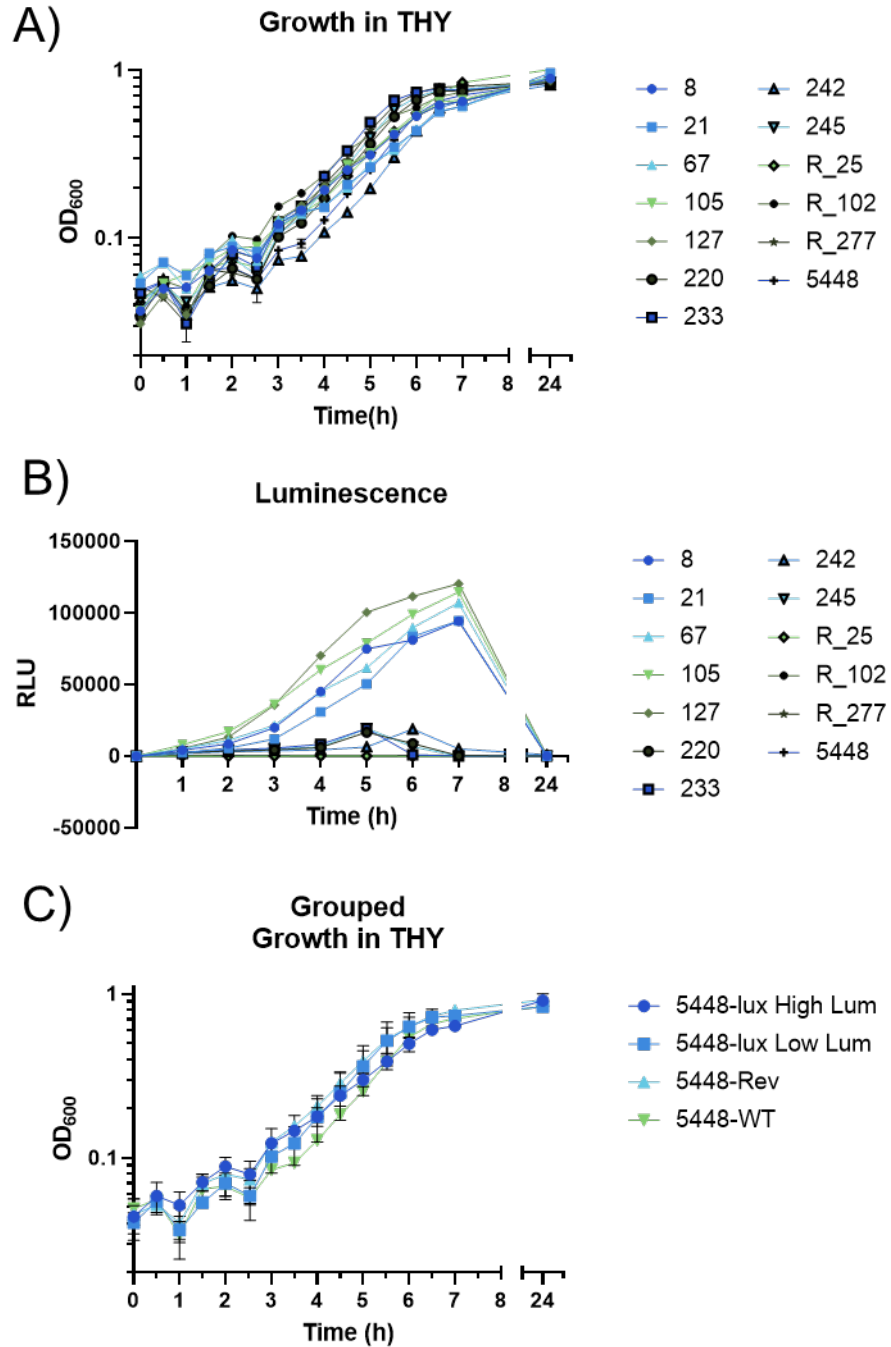 A)
Growth in THY
OD600
1
0.1
0 1 2 3 4 5 6 7 8 24
Time(h)
8
21
67
105
127
220
233
242
245
R_25
R_102
R_277
5448
B)
Luminescence
RLU
150000
100000
50000
0
-50000
1 2 3 4 5 6 7 8 24
Time (h)
8
21
67
105
127
220
233
242
245
R_25
R_102
R_277
5448
C)
Grouped
Growth in THY
OD600
1
0.1
0 1 2 3 4 5 6 7 8 24
Time (h)
5448-lux High Lum
5448-lux Low Lum
5448-Rev
5448-WT